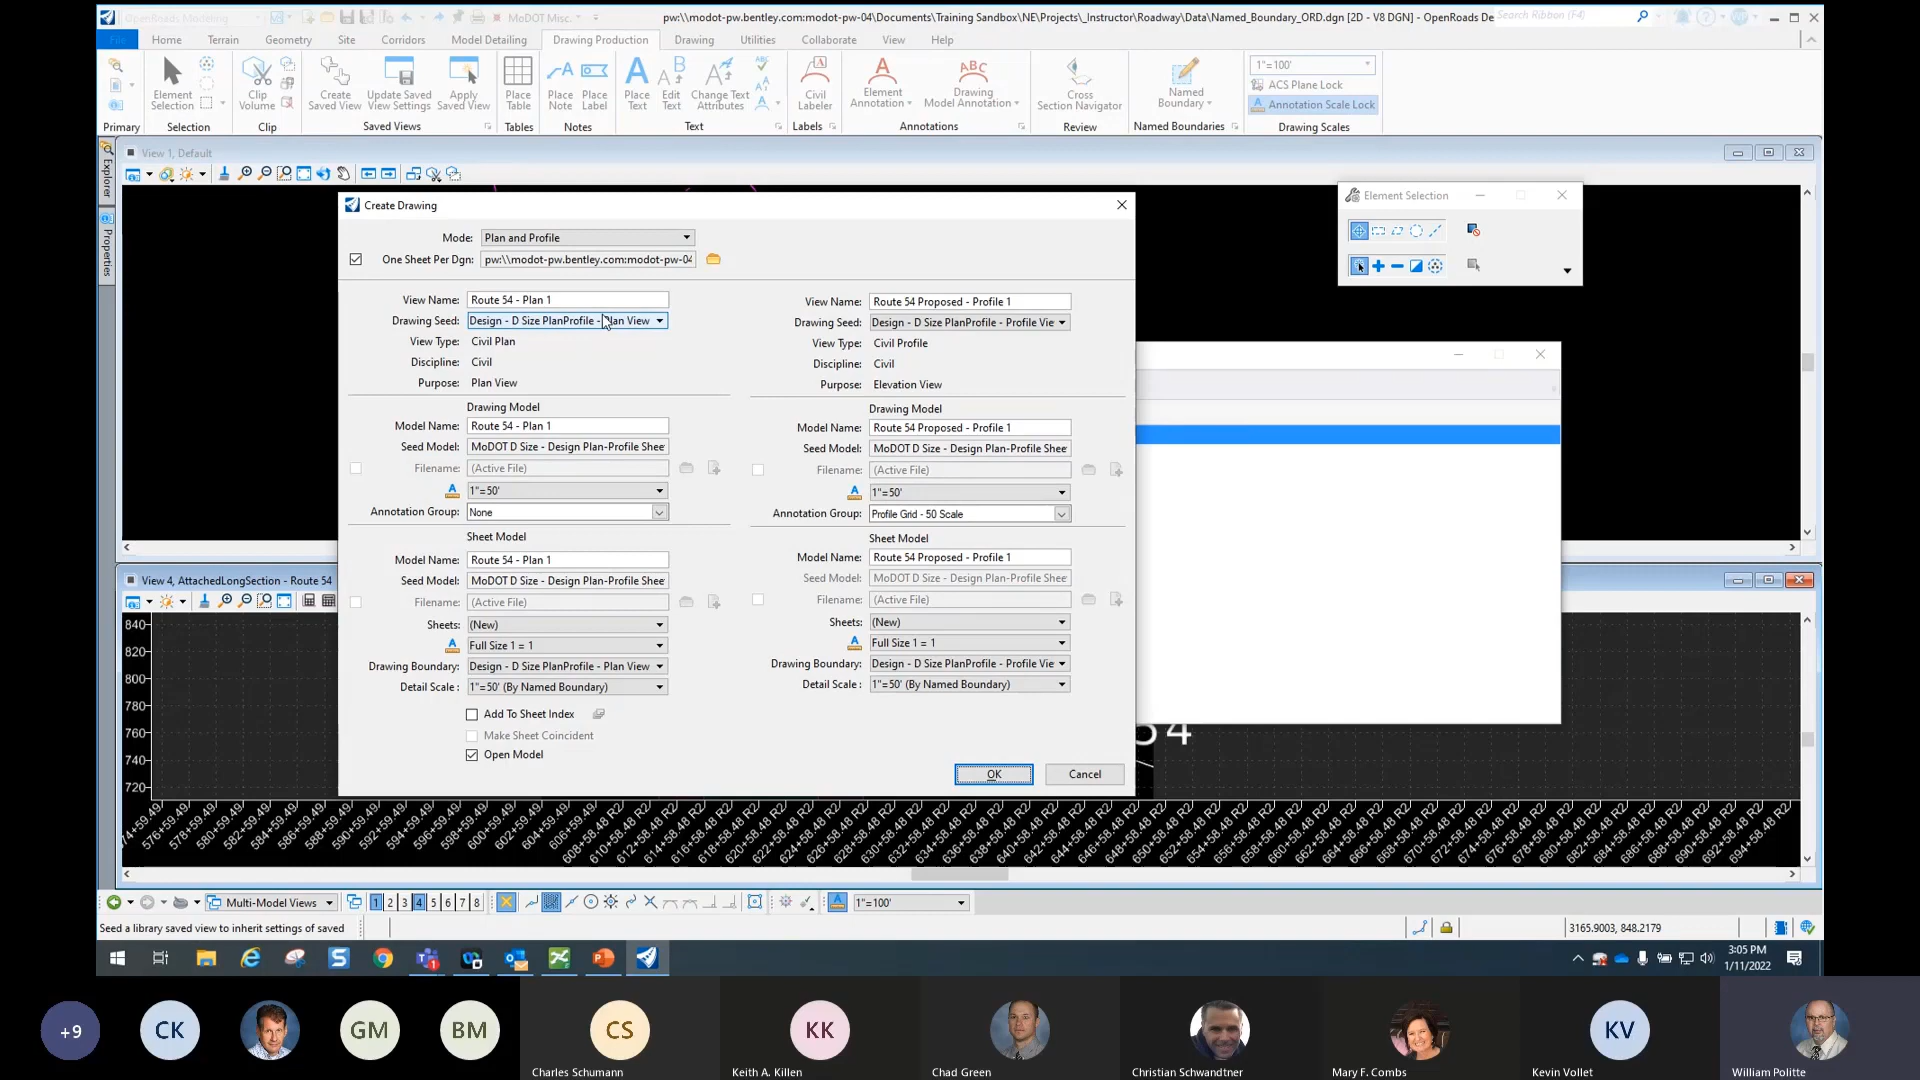 OpenRoads Modeling
MoDOT Misc.
pw:\\modot-pw.bentley.com:modot-pw-04\Documents\Training Sandbox\NE\Projects\_Instructor\Roadway\Data\Named_Boundary_ORD.dgn [2D - V8 DGN] - OpenRoads De
Search Ribbon (F4)
File Home Terrain Geometry Site Corridors Model Detailing Drawing Production Drawing Utilities Collaborate View Help
Element Selection
Clip Volume
Create Saved View
Update Saved View Settings
Apply Saved View
Place Table
Place Note
Place Label
Place Text
Edit Text
Change Text Attributes
Civil Labeler
Element Annotation
Drawing Model Annotation
Cross Section Navigator
Named Boundary
1"=100'
ACS Plane Lock
Annotation Scale Lock
Primary Selection Clip Saved Views Tables Notes Text Labels Annotations Review Named Boundaries Drawing Scales
Explorer
Properties
View 1, Default
Element Selection
Create Drawing
Mode: Plan and Profile
One Sheet Per Dgn: pw:\\modot-pw.bentley.com:modot-pw-04
View Name: Route 54 - Plan 1
Drawing Seed: Design - D Size PlanProfile - Plan View
View Type: Civil Plan
Discipline: Civil
Purpose: Plan View
Drawing Model
Model Name: Route 54 - Plan 1
Seed Model: MoDOT D Size - Design Plan-Profile Shee
Filename: (Active File)
1"=50'
Annotation Group: None
Sheet Model
Model Name: Route 54 - Plan 1
Seed Model: MoDOT D Size - Design Plan-Profile Shee
Filename: (Active File)
Sheets: (New)
Full Size 1 = 1
Drawing Boundary: Design - D Size PlanProfile - Plan View
Detail Scale : 1"=50' (By Named Boundary)
Add To Sheet Index
Make Sheet Coincident
Open Model
View Name: Route 54 Proposed - Profile 1
Drawing Seed: Design - D Size PlanProfile - Profile Vie
View Type: Civil Profile
Discipline: Civil
Purpose: Elevation View
Drawing Model
Model Name: Route 54 Proposed - Profile 1
Seed Model: MoDOT D Size - Design Plan-Profile Shee
Filename: (Active File)
1"=50'
Annotation Group: Profile Grid - 50 Scale
Sheet Model
Model Name: Route 54 Proposed - Profile 1
Seed Model: MoDOT D Size - Design Plan-Profile Shee
Filename: (Active File)
Sheets: (New)
Full Size 1 = 1
Drawing Boundary: Design - D Size PlanProfile - Profile Vie
Detail Scale : 1"=50' (By Named Boundary)
OK Cancel
View 4, AttachedLongSection - Route 54
840
820
800
780
760
740
720
54
Multi-Model Views 1 2 3 4 5 6 7 8 1"=100'
Seed a library saved view to inherit settings of saved
3165.9003, 848.2179
3:05 PM
1/11/2022
+9 CK GM BM CS KK KV
Charles Schumann Keith A. Killen Chad Green Christian Schwandtner Mary F. Combs Kevin Vollet William Politte